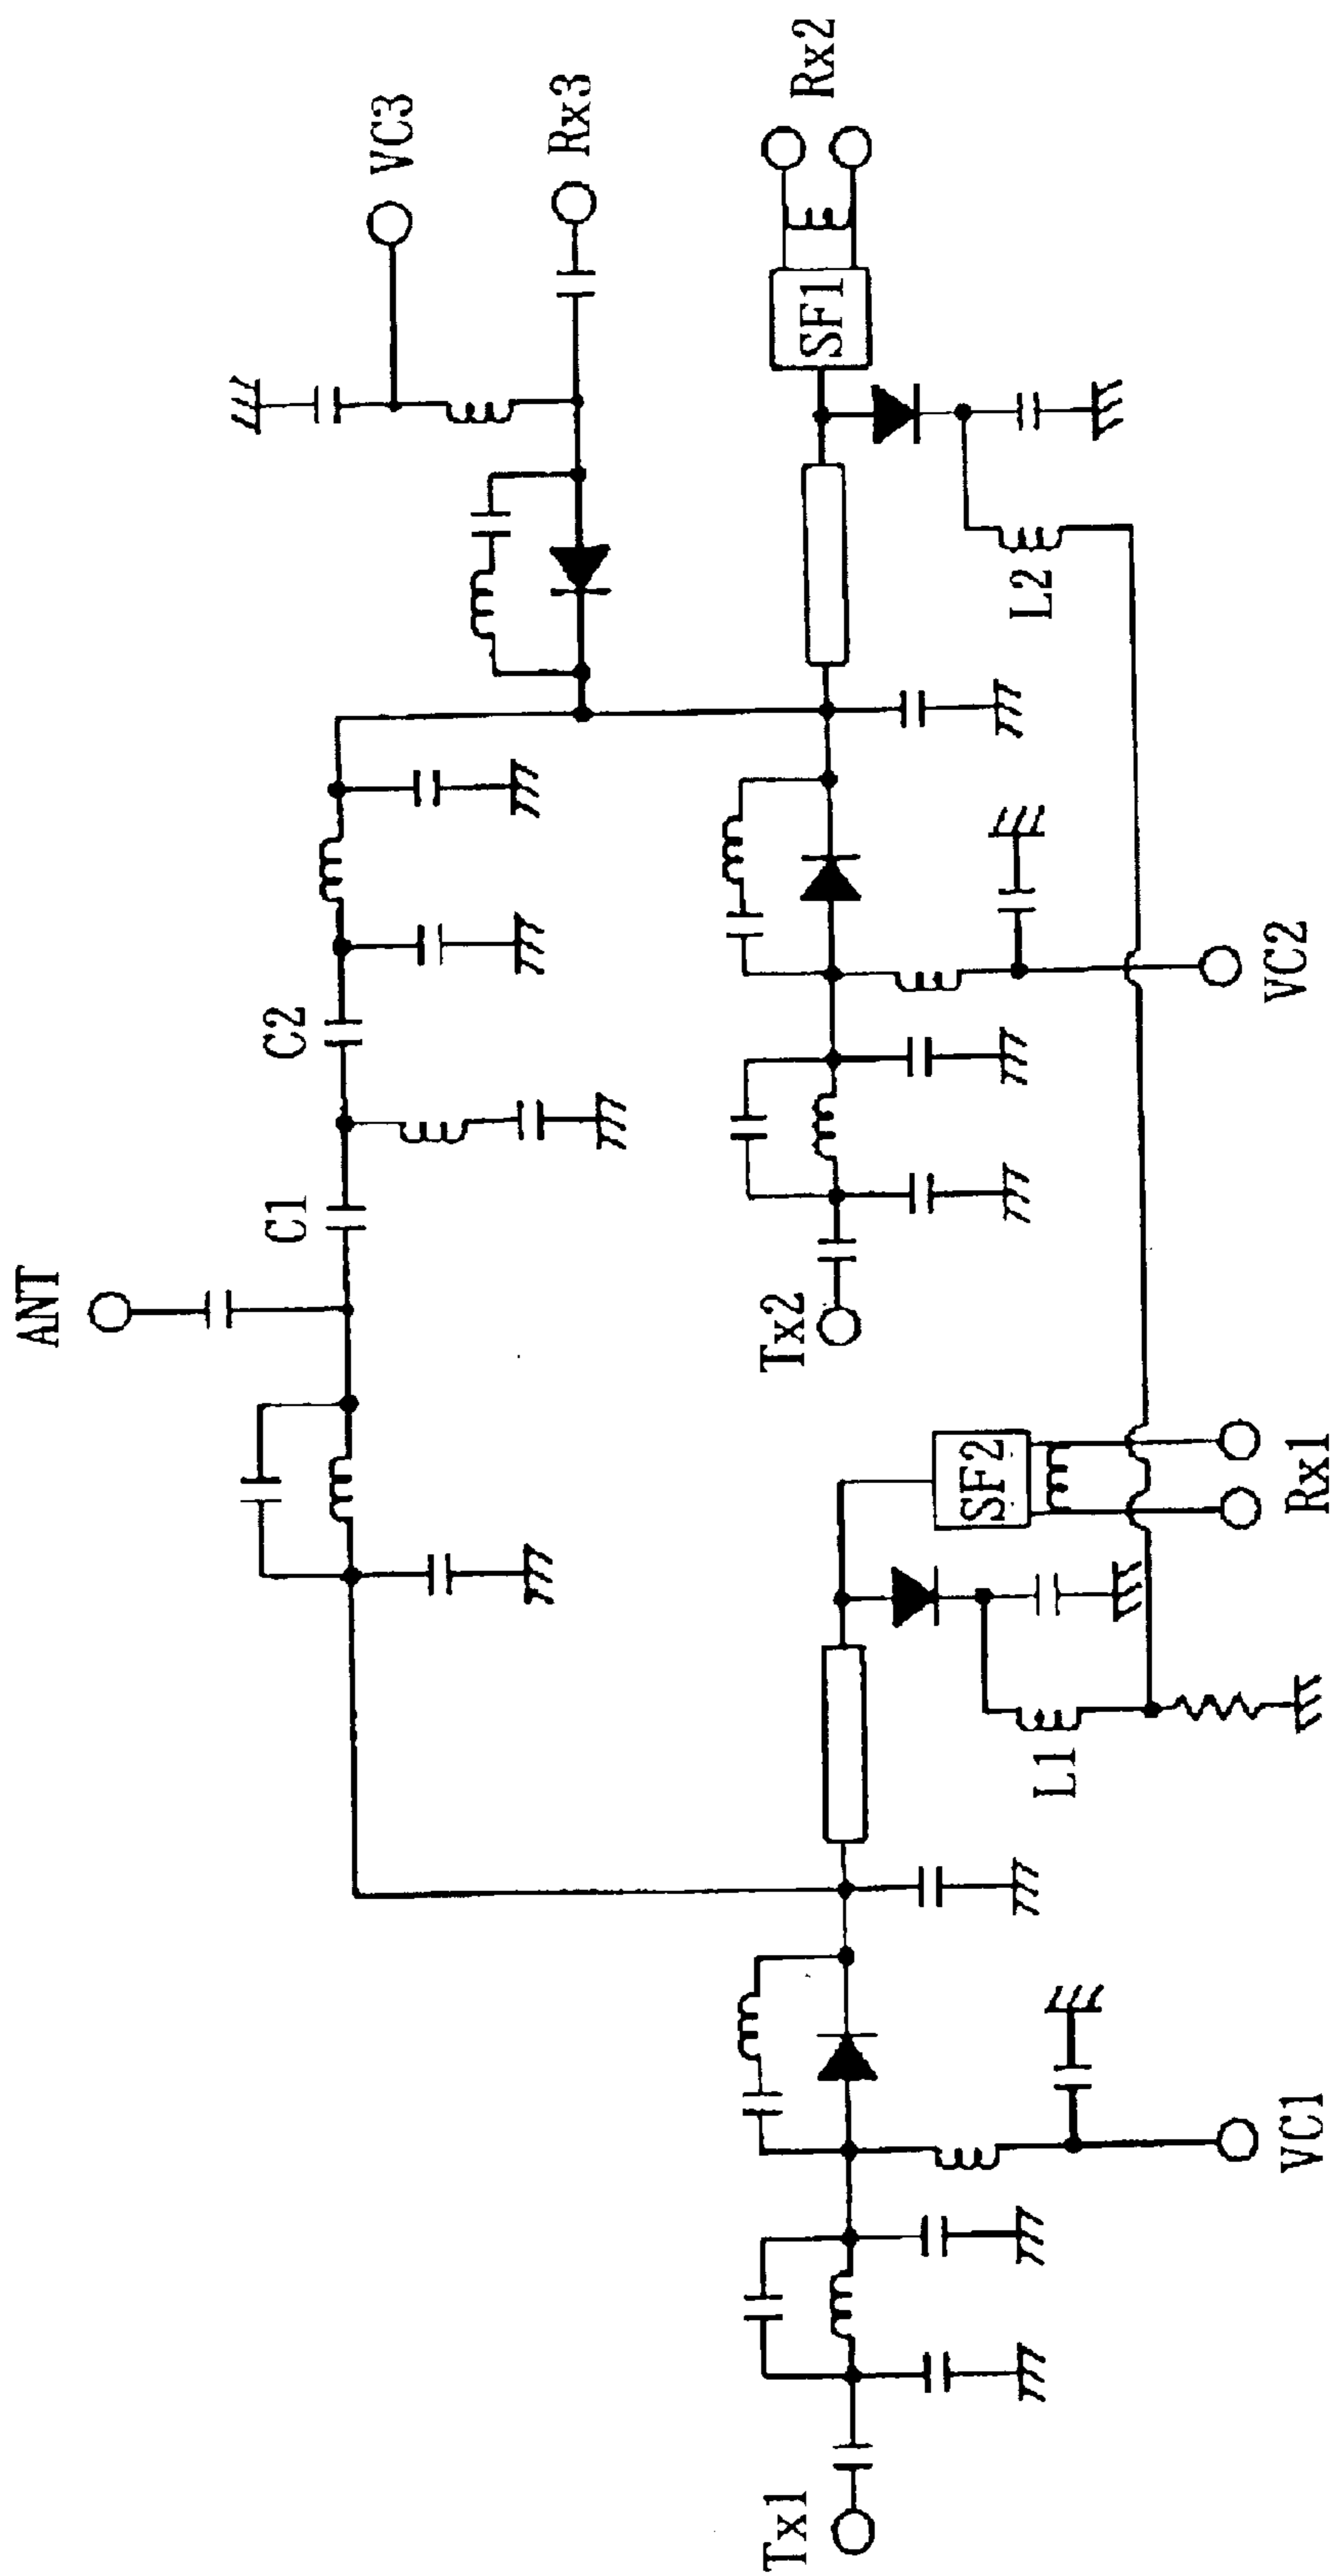 ANT
C1
C2
VC3
Rx3
Rx2
SF1
L2
VC2
Tx2
SF2
Rx1
L1
VC1
Tx1